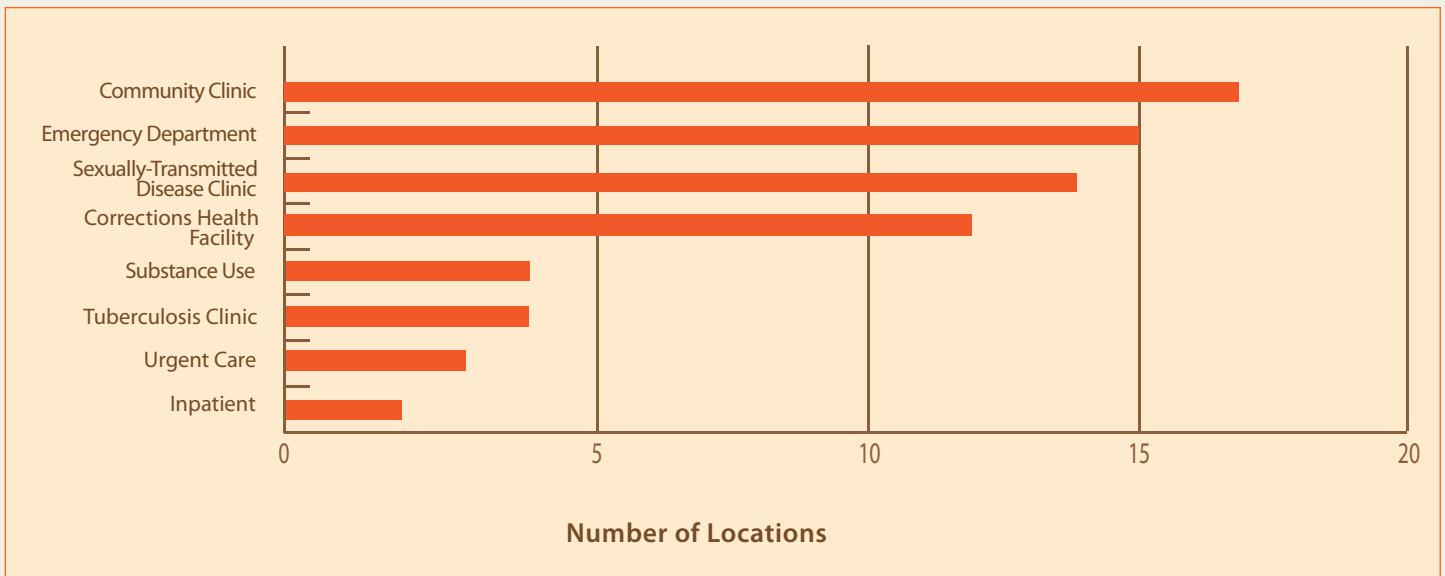 Community Clinic
Emergency Department
Sexually-Transmitted
Disease Clinic
Corrections Health
Facility
Substance Use
Tuberculosis Clinic
Urgent Care
Inpatient
0 5 10 15 20
Number of Locations